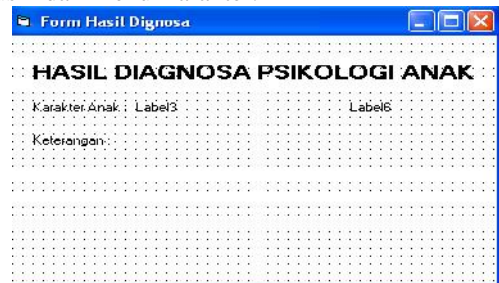 Form Hasil Dignosa
HASIL DIAGNOSA PSIKOLOGI ANAK
Karakter Anak : Label3 Label6
Keterangan :